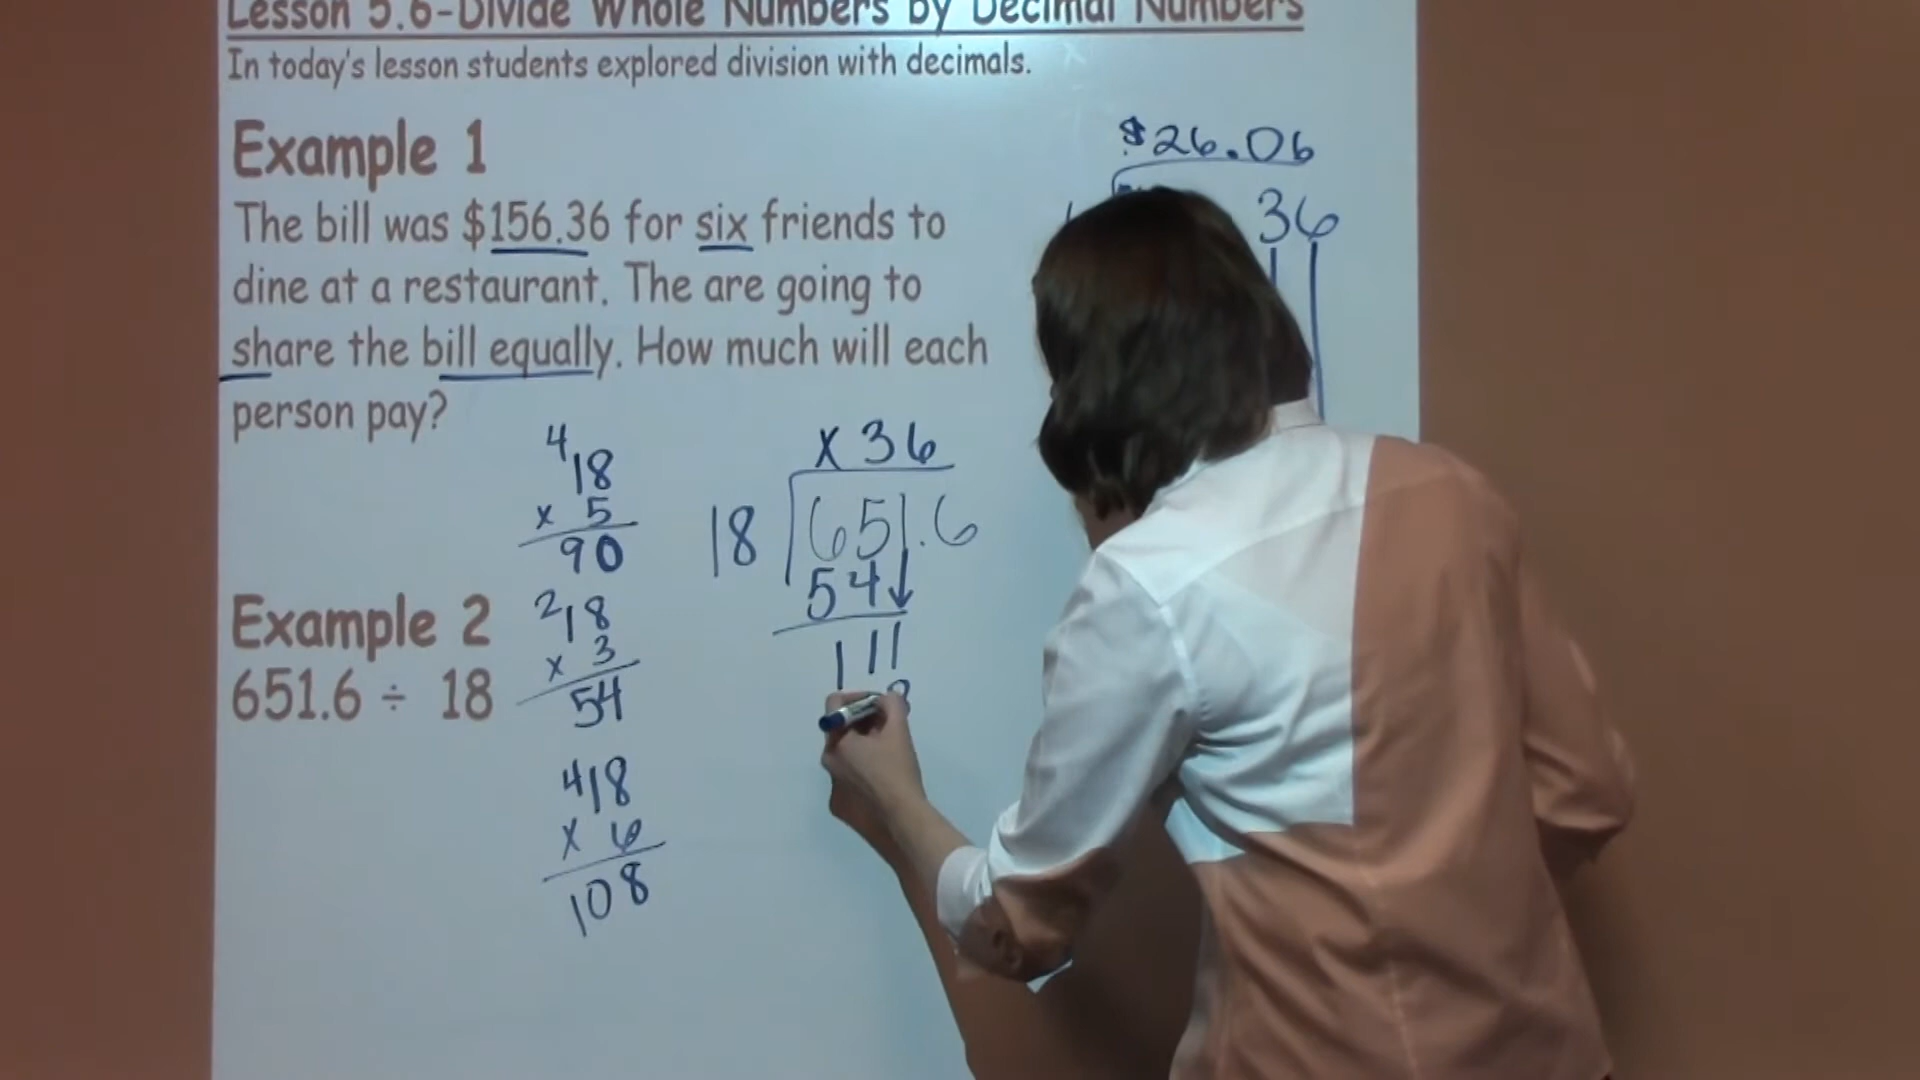 Lesson 5.6-Divide Whole Numbers by Decimal Numbers
In today's lesson students explored division with decimals.
Example 1
The bill was $156.36 for six friends to
dine at a restaurant. The are going to
share the bill equally. How much will each
person pay?
$26.06
36
4
18
x 5
90
2 18
x 3
54
4 18
x 6
108
x 36
18 651.6
54
111
8
Example 2
651.6 ÷ 18